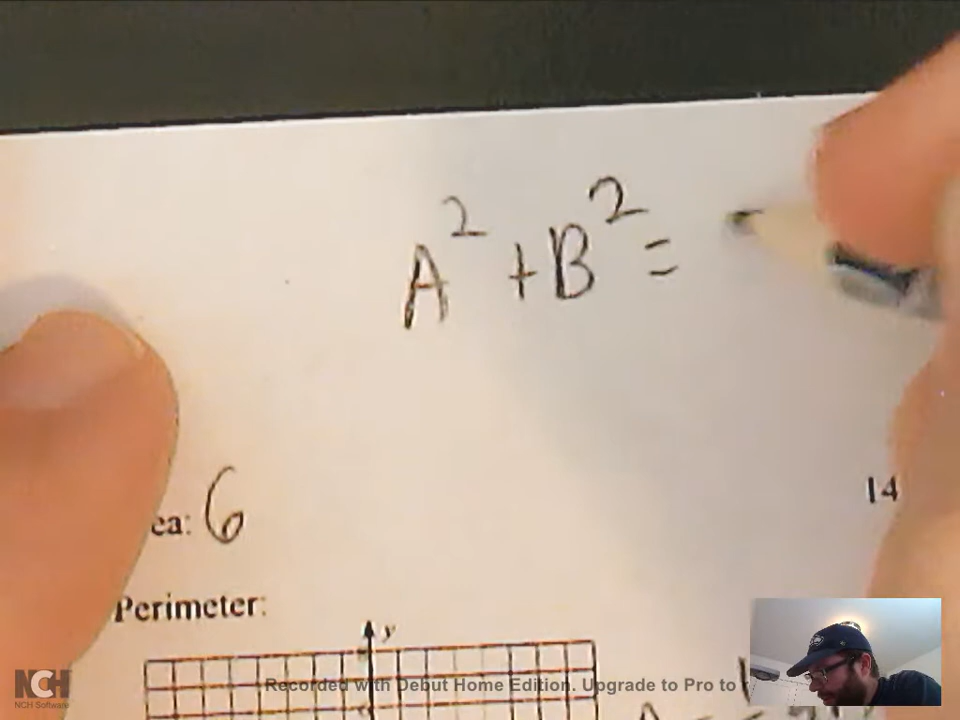 A² + B² =
14
ea: 6
Perimeter:
y
NCH
NCH Software
Recorded with Debut Home Edition. Upgrade to Pro to